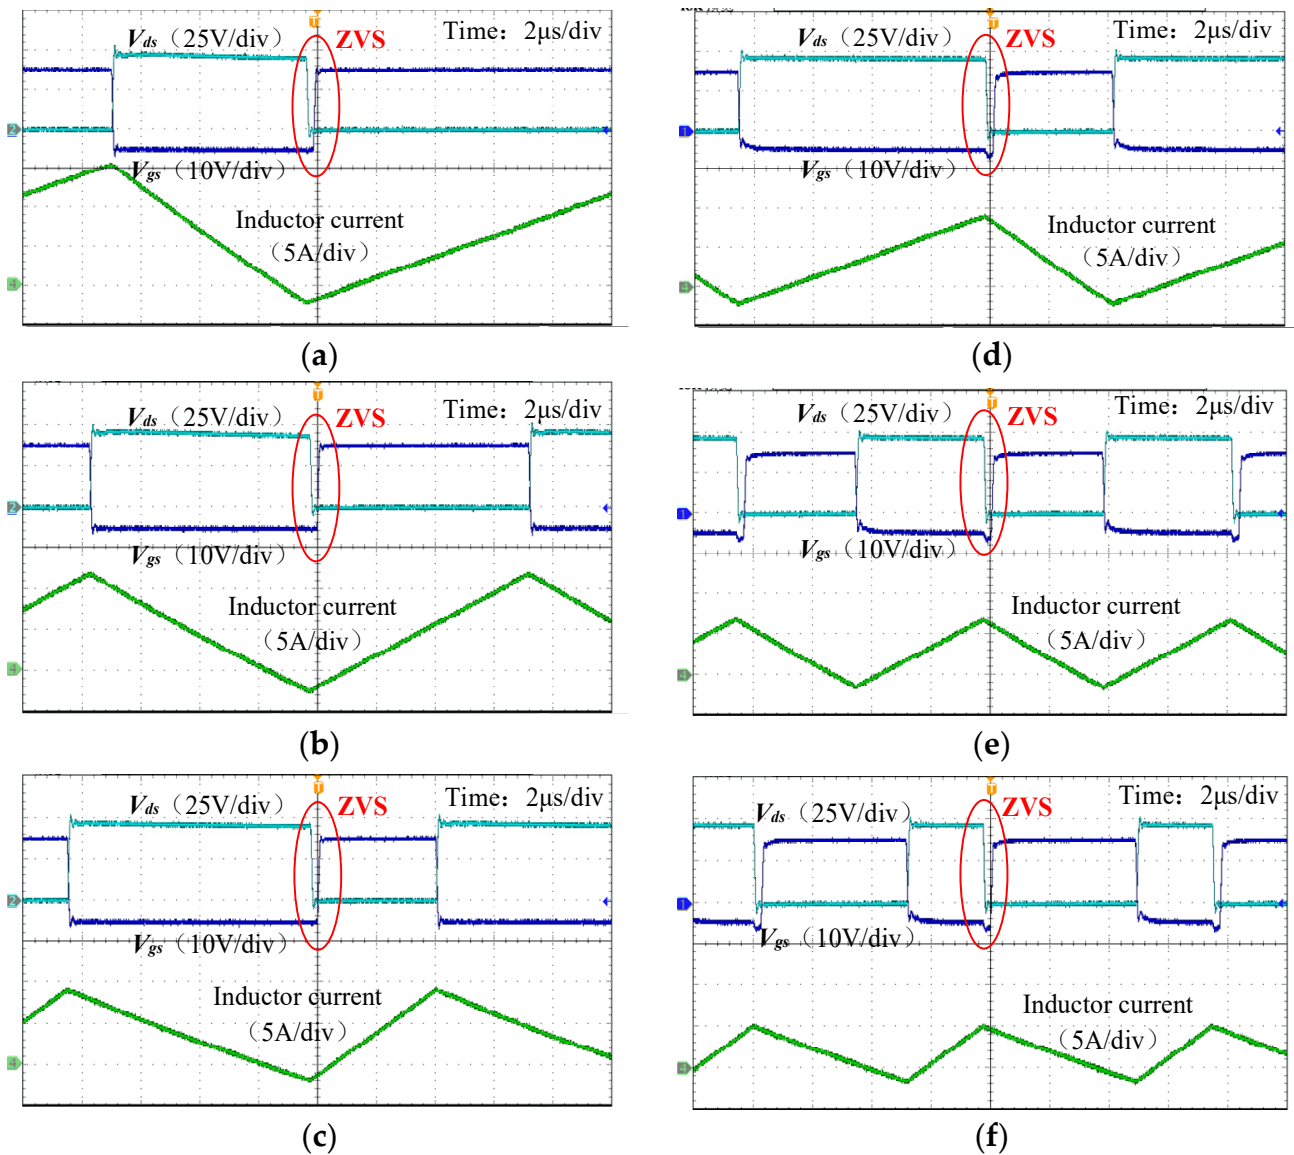 Vds（25V/div）
ZVS
Time：2μs/div
Vgs（10V/div）
Inductor current
（5A/div）
(a)
Vds（25V/div）
ZVS
Time：2μs/div
Vgs（10V/div）
Inductor current
（5A/div）
(d)
Vds（25V/div）
ZVS
Time：2μs/div
Vgs（10V/div）
Inductor current
（5A/div）
(b)
Vds（25V/div）
ZVS
Time：2μs/div
Vgs（10V/div）
Inductor current
（5A/div）
(e)
Vds（25V/div）
ZVS
Time：2μs/div
Vgs（10V/div）
Inductor current
（5A/div）
(c)
Vds（25V/div）
ZVS
Time：2μs/div
Vgs（10V/div）
Inductor current
（5A/div）
(f)